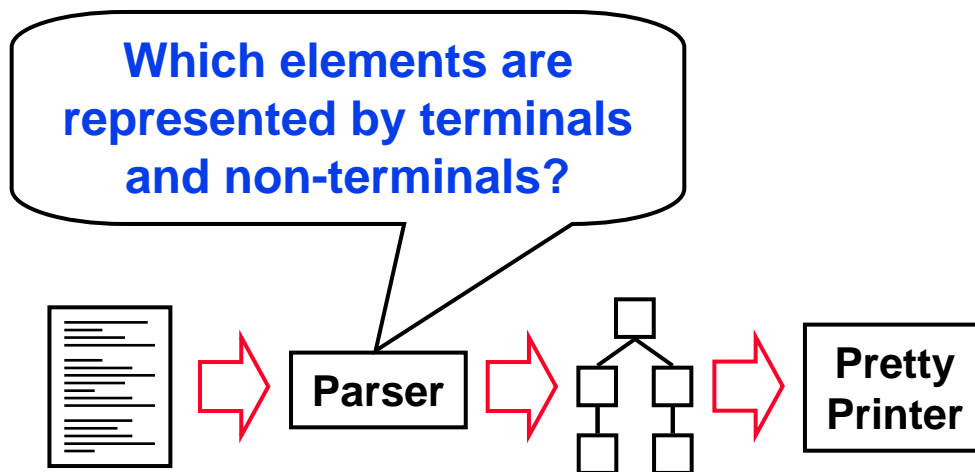 Which elements are
represented by terminals
and non-terminals?
Parser
Pretty
Printer